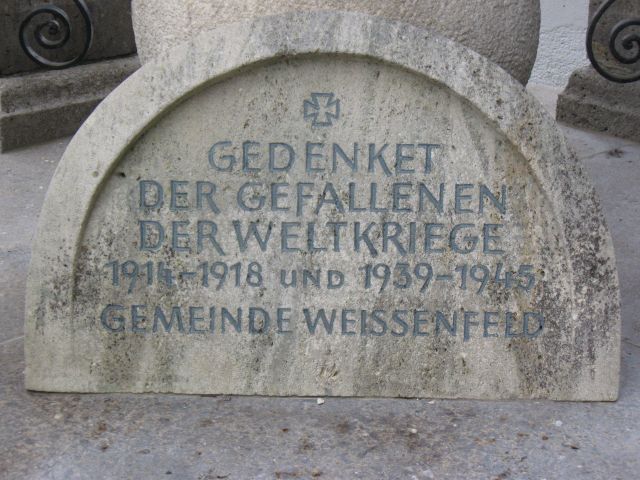 GEDENKET
DER GEFALLENEN
DER WELTKRIEGE
1914-1918 UND 1939-1945
GEMEINDE WEISSENFELD